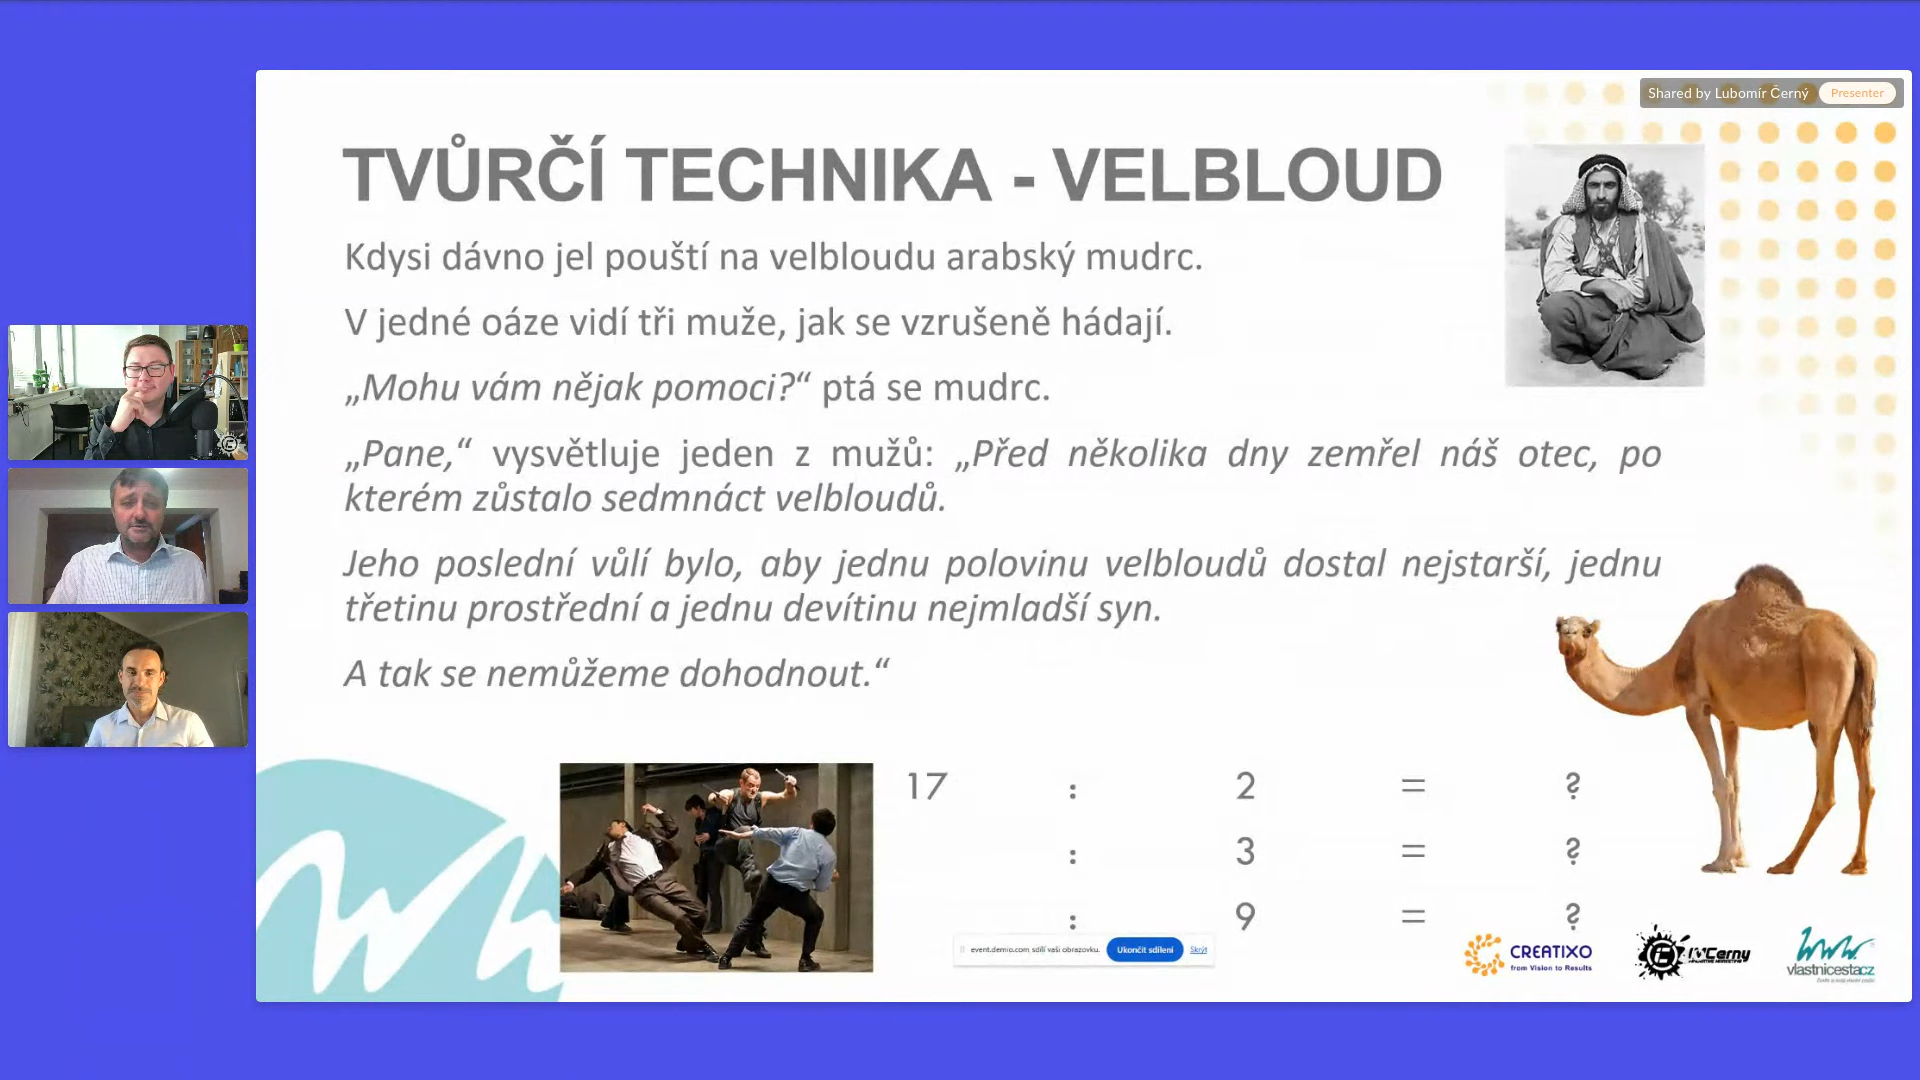 Shared by Lubomír Černý Presenter
TVŮRČÍ TECHNIKA - VELBLOUD
Kdysi dávno jel pouští na velbloudu arabský mudrc.
V jedné oáze vidí tři muže, jak se vzrušeně hádají.
„Mohu vám nějak pomoci?“ ptá se mudrc.
„Pane,“ vysvětluje jeden z mužů: „Před několika dny zemřel náš otec, po
kterém zůstalo sedmnáct velbloudů.
Jeho poslední vůlí bylo, aby jednu polovinu velbloudů dostal nejstarší, jednu
třetinu prostřední a jednu devítinu nejmladší syn.
A tak se nemůžeme dohodnout.“
17 : 2 = ?
: 3 = ?
: 9 = ?
event.demio.com sdílí vaši obrazovku. Ukončit sdílení Skrýt
CREATIXO
from Vision to Results
Cerny
vlastnicestacz